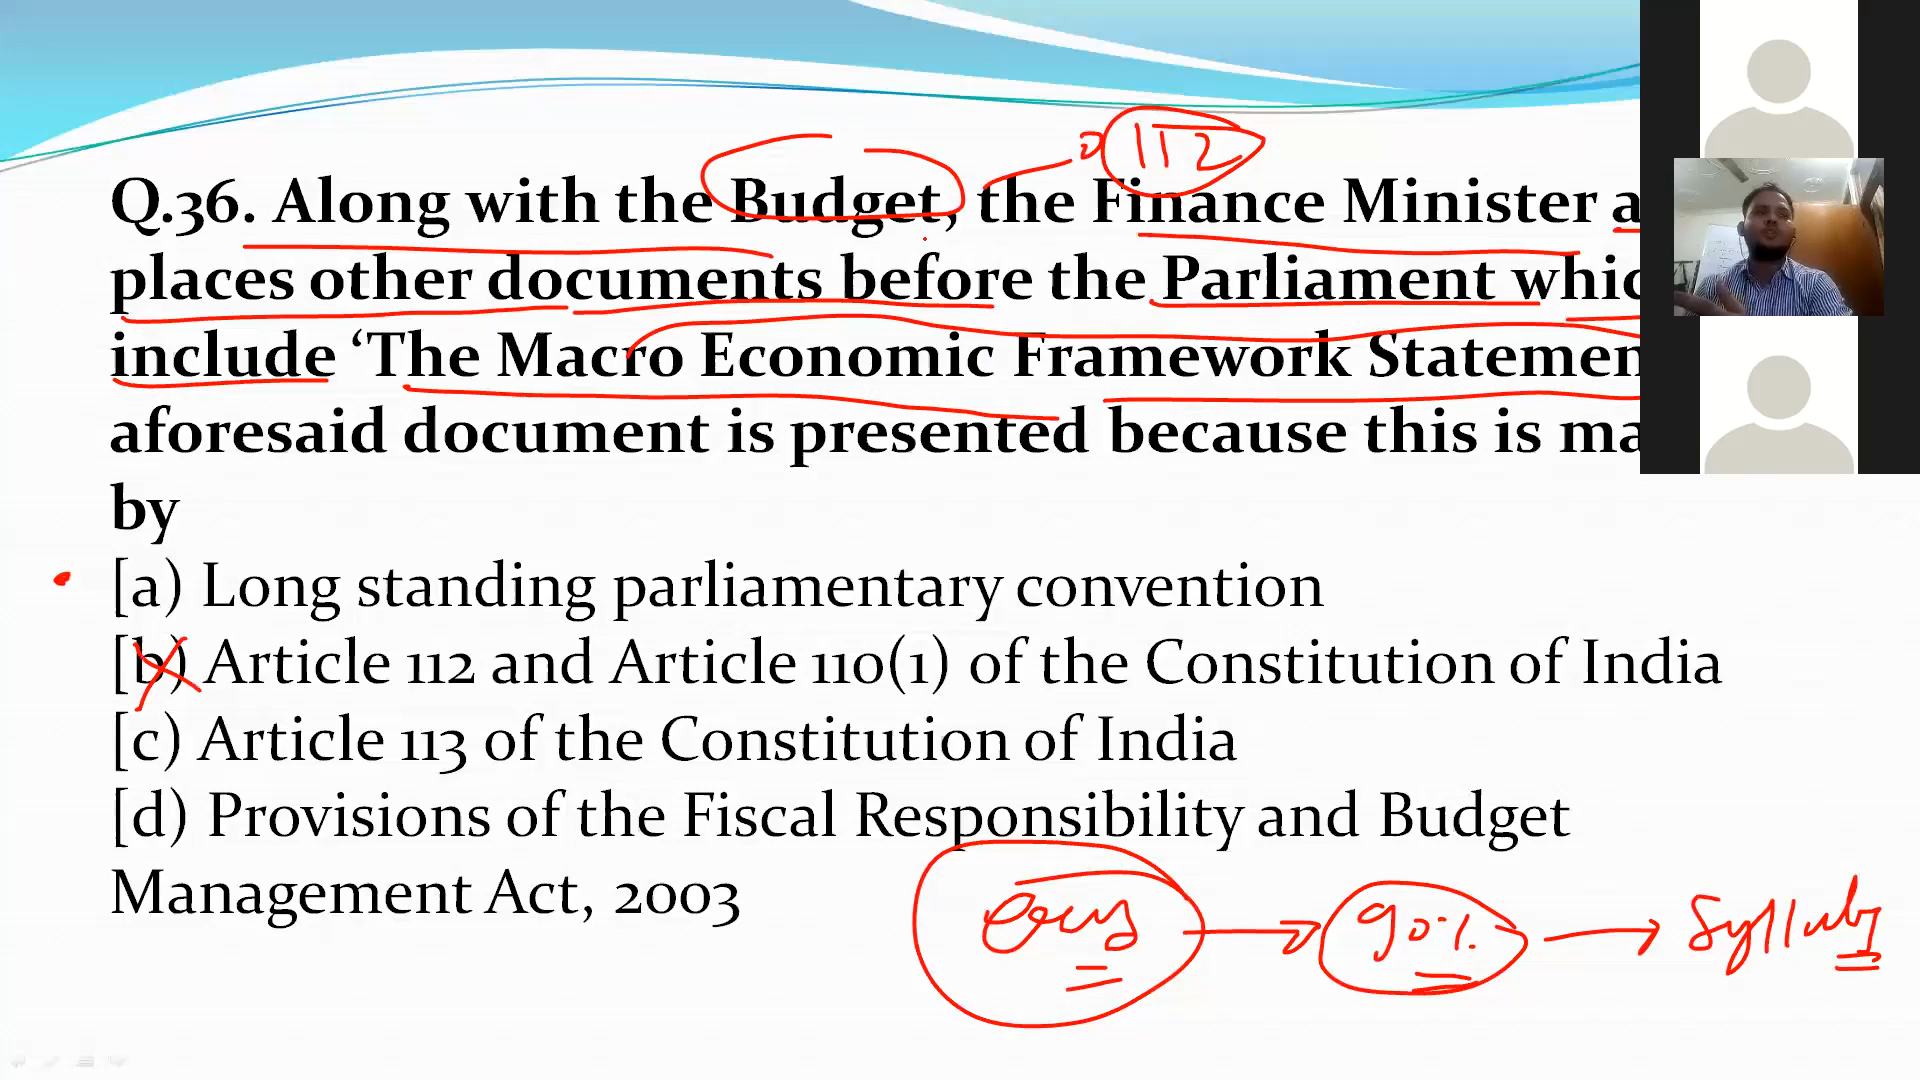 112
Q.36. Along with the Budget, the Finance Minister a
places other documents before the Parliament whic
include ‘The Macro Economic Framework Statemen
aforesaid document is presented because this is ma
by
[a) Long standing parliamentary convention
[b) Article 112 and Article 110(1) of the Constitution of India
[c) Article 113 of the Constitution of India
[d) Provisions of the Fiscal Responsibility and Budget
Management Act, 2003
90%